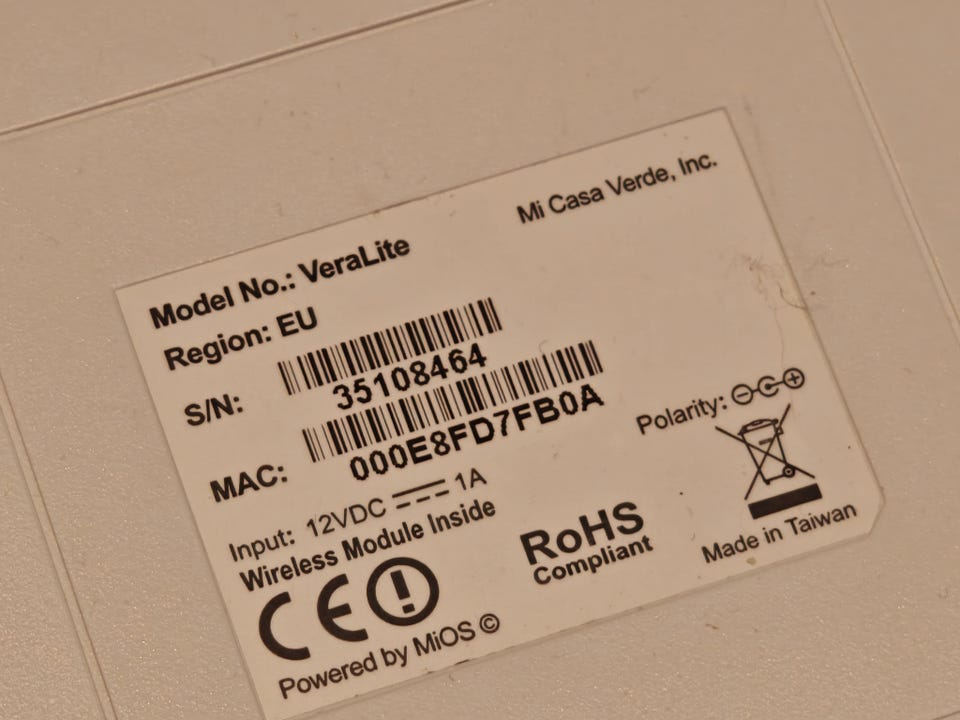 Mi Casa Verde, Inc.
Model No.: VeraLite
Region: EU
S/N:
35108464
MAC:
000E8FD7FB0A
Input: 12VDC 1A
Wireless Module Inside
CE
Powered by MiOS ©
RoHS
Compliant
Polarity:
Made in Taiwan